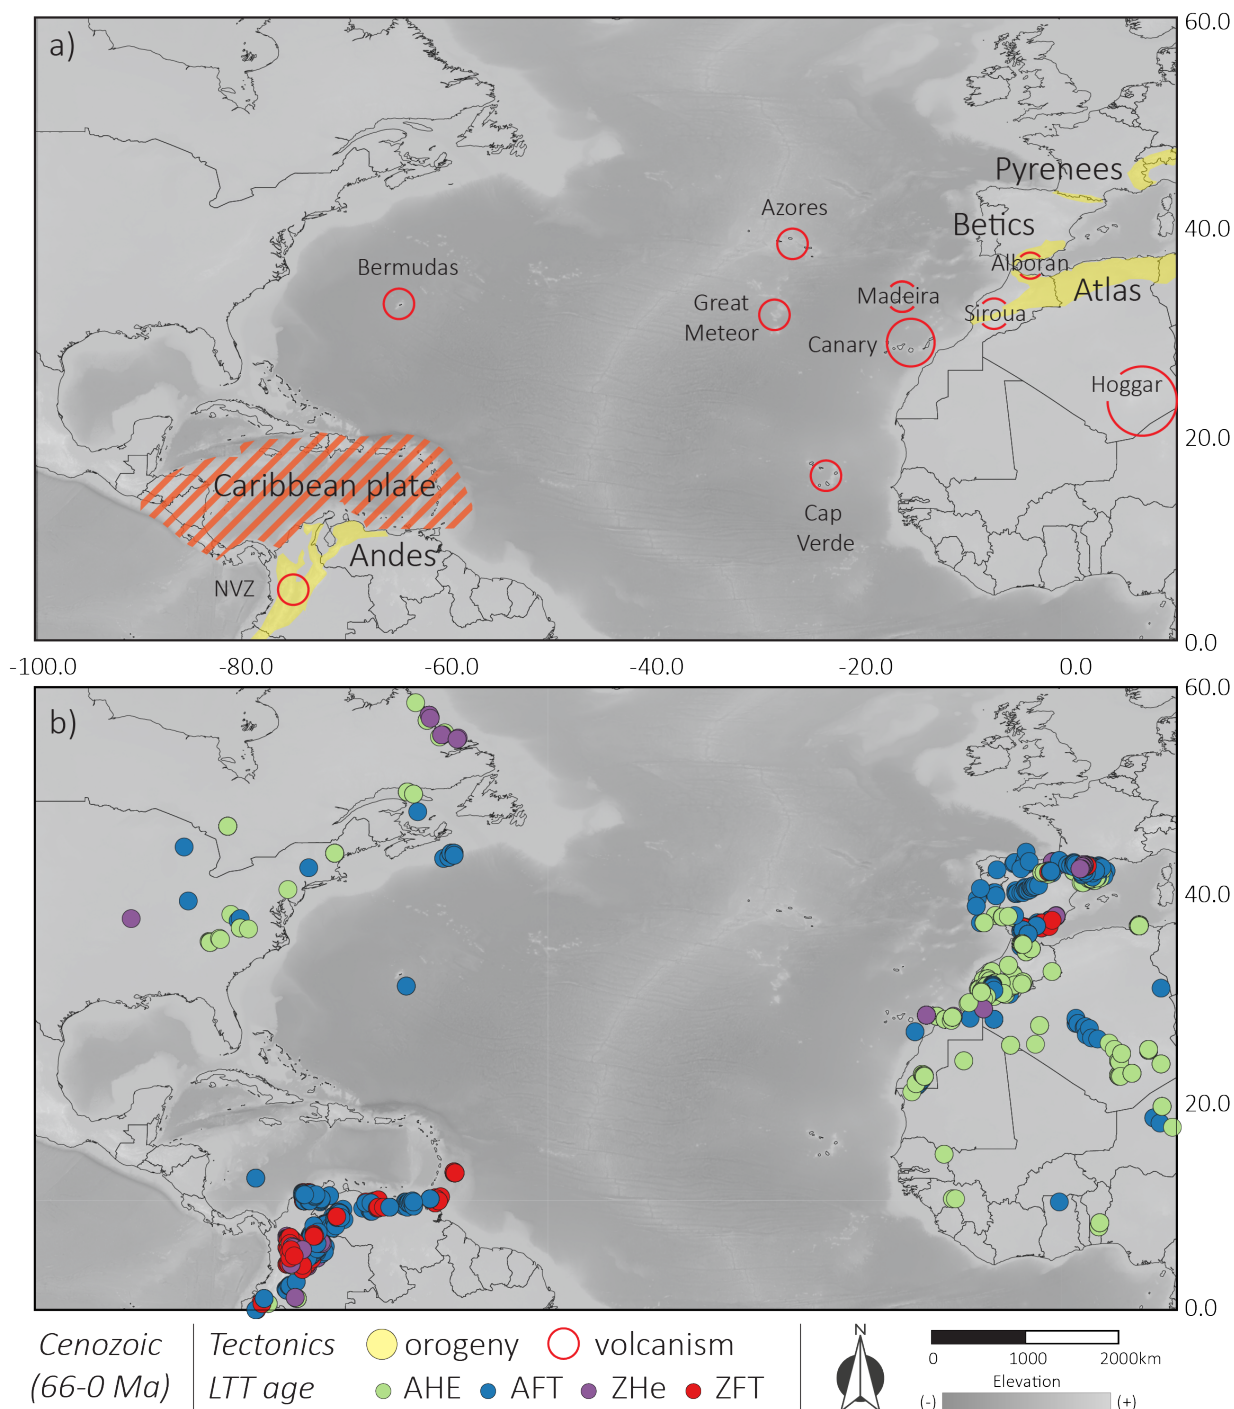 a)
60.0
Pyrenees
Azores
Betics
40.0
Bermudas
Alboran
Great
Meteor
Madeira
Atlas
Siroua
Canary
Hoggar
20.0
Caribbean plate
Cap
Verde
Andes
NVZ
0.0
-100.0 -80.0 -60.0 -40.0 -20.0 0.0
b)
60.0
40.0
20.0
0.0
Cenozoic
(66-0 Ma)
Tectonics orogeny volcanism
LTT age AHE AFT ZHe ZFT
N
0 1000 2000km
Elevation
(-) (+)